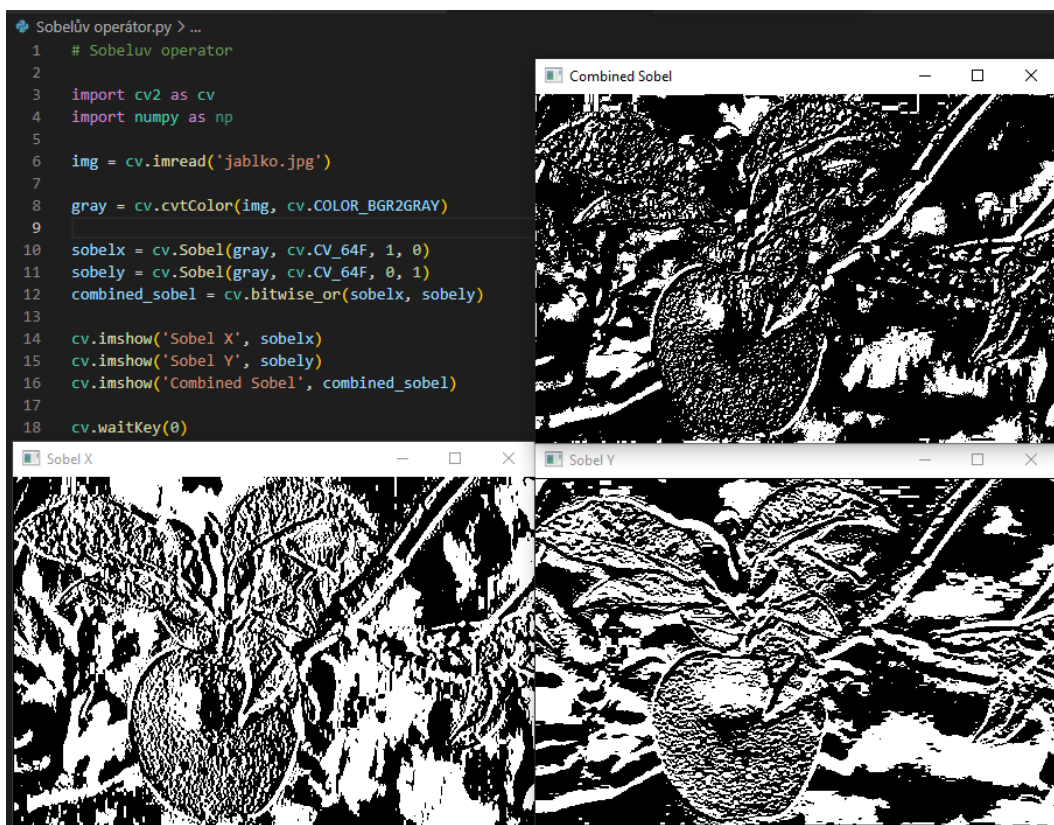 Sobelův operátor.py > ...
1 # Sobeluv operator
2
3 import cv2 as cv
4 import numpy as np
5
6 img = cv.imread('jablko.jpg')
7
8 gray = cv.cvtColor(img, cv.COLOR_BGR2GRAY)
9
10 sobelx = cv.Sobel(gray, cv.CV_64F, 1, 0)
11 sobely = cv.Sobel(gray, cv.CV_64F, 0, 1)
12 combined_sobel = cv.bitwise_or(sobelx, sobely)
13
14 cv.imshow('Sobel X', sobelx)
15 cv.imshow('Sobel Y', sobely)
16 cv.imshow('Combined Sobel', combined_sobel)
17
18 cv.waitKey(0)
Combined Sobel
Sobel X
Sobel Y